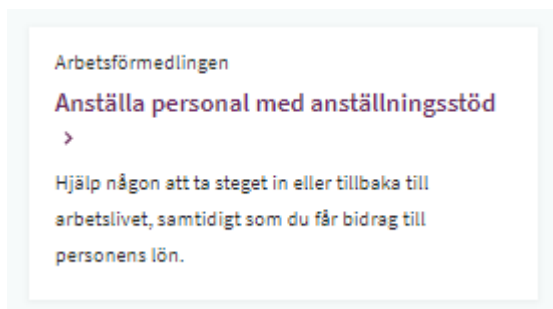 Arbetsförmedlingen
Anställa personal med anställningsstöd
>
Hjälp någon att ta steget in eller tillbaka till
arbetslivet, samtidigt som du får bidrag till
personens lön.